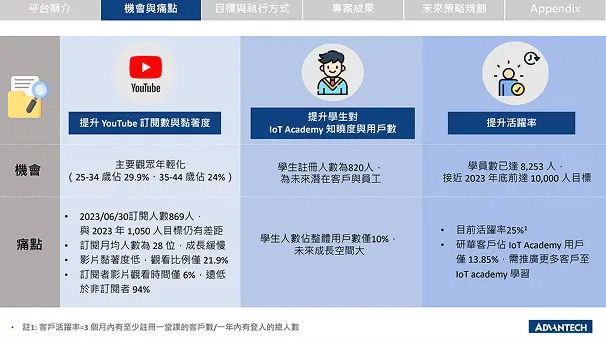 平台簡介
機會與痛點
目標與執行方式
專案成果
未來策略規劃
Appendix
YouTube
提升 YouTube 訂閱數與黏著度
提升學生對
IoT Academy 知曉度與用戶數
提升活躍率
機會
主要觀眾年輕化
( 25-34 歲佔 29.9%、35-44 歲佔 24% )
學生註冊人數為820人，
為未來潛在客戶與員工
學員數已達 8,253 人，
接近 2023 年底前達 10,000 人目標
痛點
• 2023/06/30訂閱人數869人，
與 2023 年 1,050 人目標仍有差距
• 訂閱月均人數為 28 位，成長緩慢
• 影片黏著度低，觀看比例僅 21.9%
• 訂閱者影片觀看時間僅 6%，遠低
於非訂閱者 94%
學生人數佔整體用戶數僅10%，
未來成長空間大
• 目前活躍率25%¹
• 研華客戶佔 IoT Academy 用戶
僅 13.85%，需推廣更多客戶至
IoT academy 學習
• 註1: 客戶活躍率=3 個月內有至少註冊一堂課的客戶數/一年內有登入的總人數
ADVANTECH